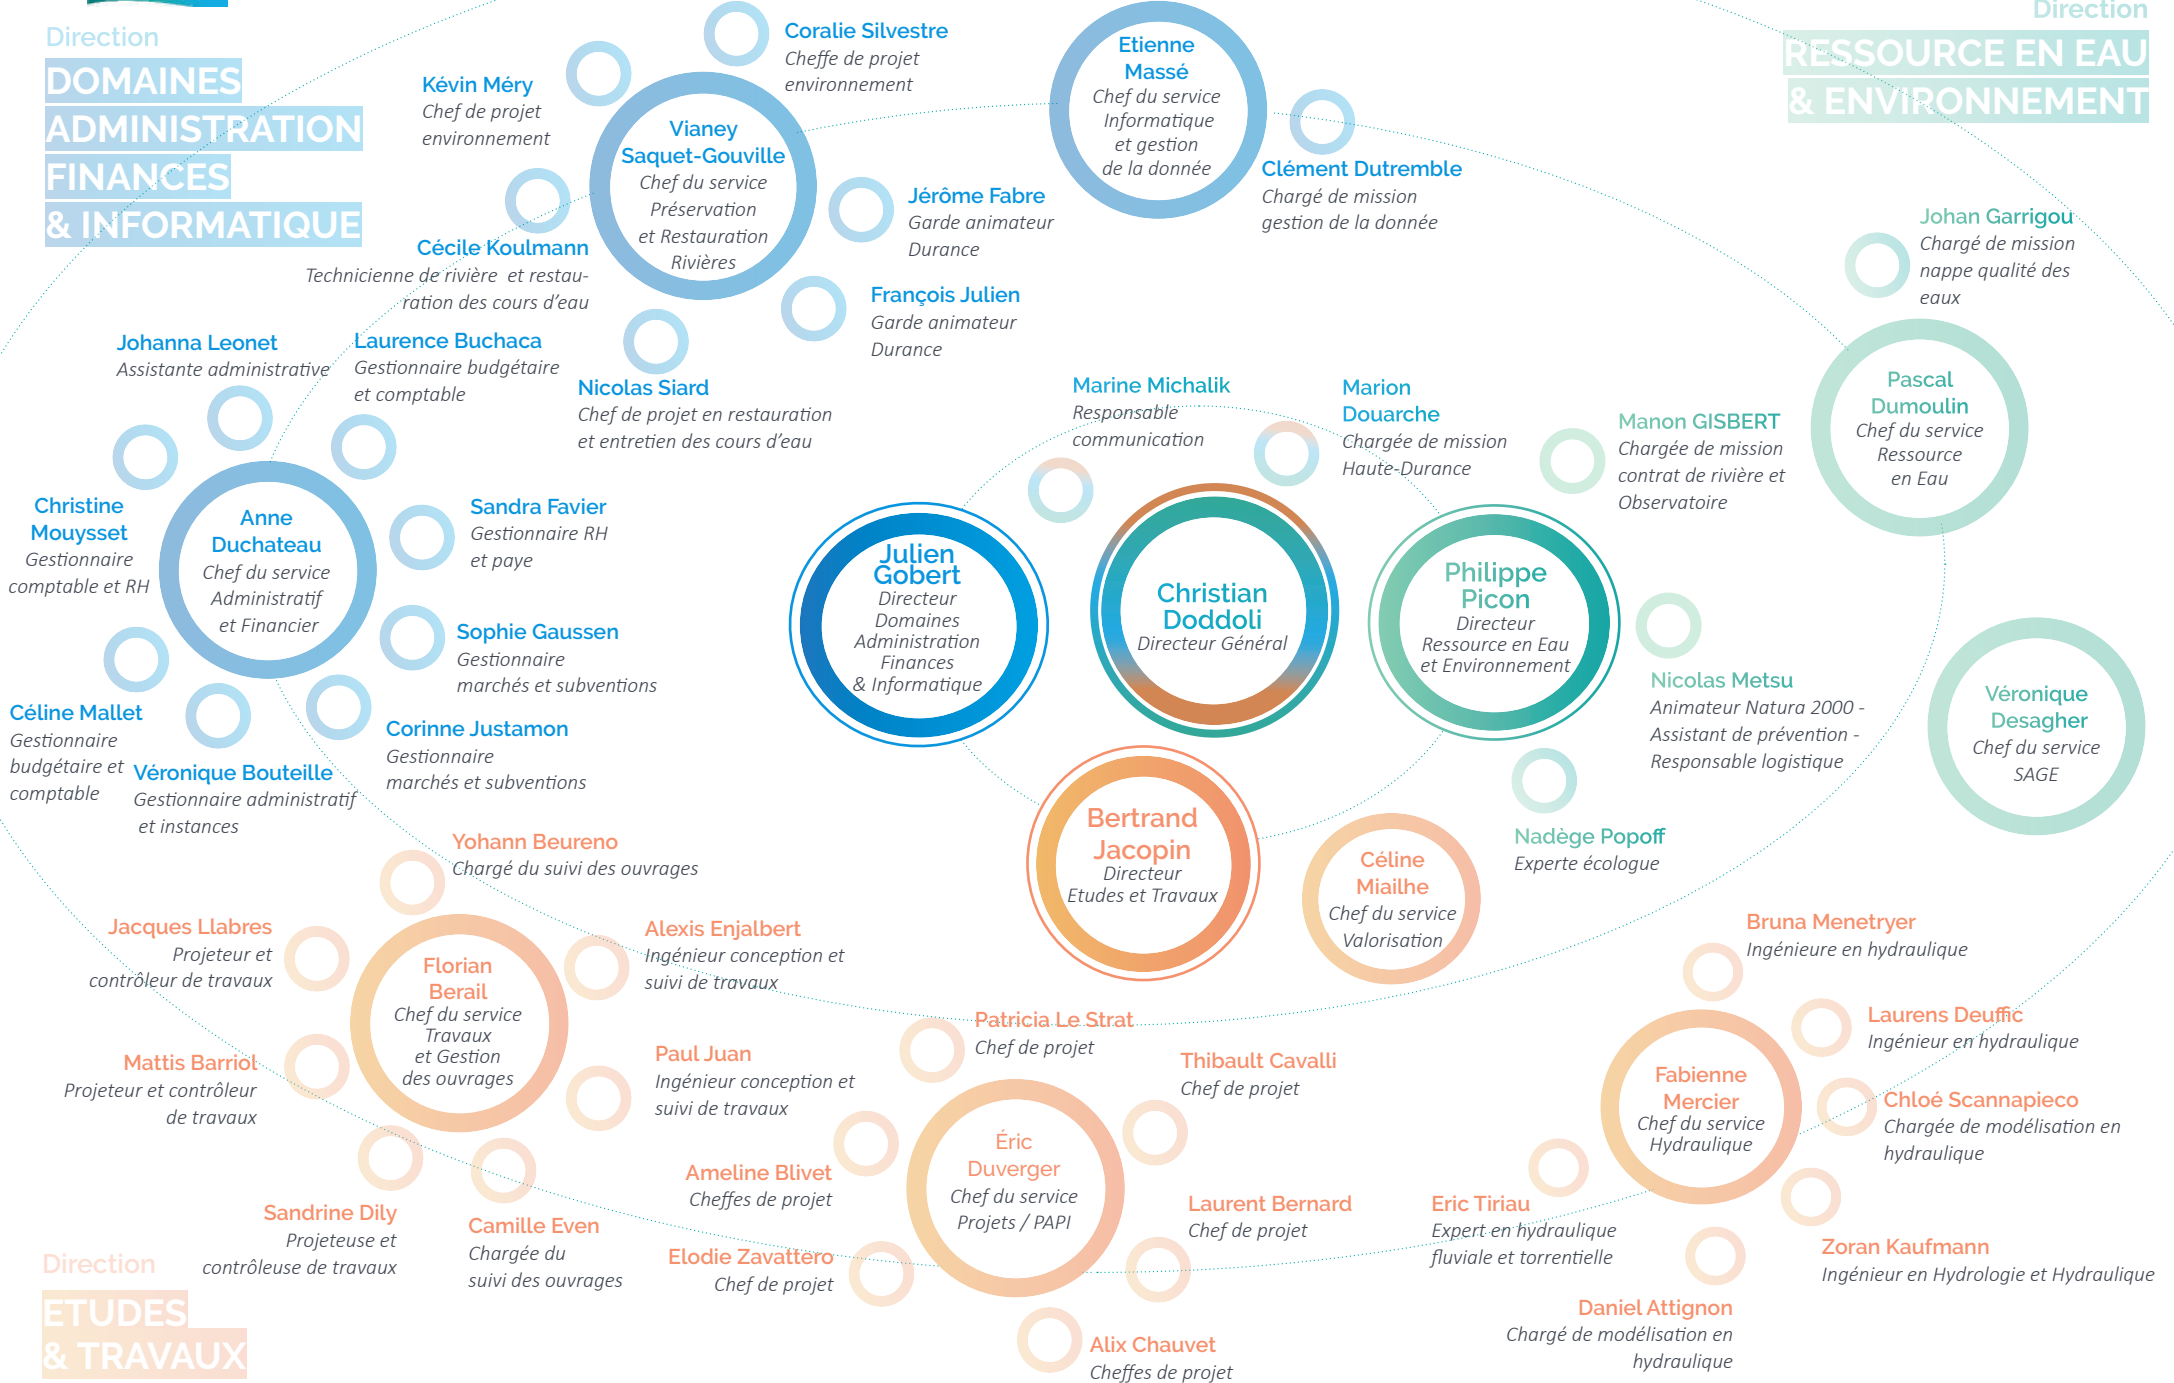 Direction
DOMAINES
ADMINISTRATION
FINANCES
& INFORMATIQUE
Direction
RESSOURCE EN EAU
& ENVIRONNEMENT
Coralie Silvestre
Cheffe de projet
environnement
Kévin Méry
Chef de projet
environnement
Vianey
Saquet-Gouville
Chef du service
Préservation
et Restauration
Rivières
Etienne
Massé
Chef du service
Informatique
et gestion
de la donnée
Clément Dutremble
Chargé de mission
gestion de la donnée
Jérôme Fabre
Garde animateur
Durance
Cécile Koulmann
Technicienne de rivière et restau-
ration des cours d’eau
François Julien
Garde animateur
Durance
Nicolas Siard
Chef de projet en restauration
et entretien des cours d’eau
Johan Garrigou
Chargé de mission
nappe qualité des
eaux
Pascal
Dumoulin
Chef du service
Ressource
en Eau
Johanna Leonet
Assistante administrative
Laurence Buchaca
Gestionnaire budgétaire
et comptable
Christine
Mouysset
Gestionnaire
comptable et RH
Anne
Duchateau
Chef du service
Administratif
et Financier
Sandra Favier
Gestionnaire RH
et paye
Sophie Gaussen
Gestionnaire
marchés et subventions
Corinne Justamon
Gestionnaire
marchés et subventions
Céline Mallet
Gestionnaire
budgétaire et
comptable
Véronique Bouteille
Gestionnaire administratif
et instances
Marine Michalik
Responsable
communication
Marion
Douarche
Chargée de mission
Haute-Durance
Manon GISBERT
Chargée de mission
contrat de rivière et
Observatoire
Julien
Gobert
Directeur
Domaines
Administration
Finances
& Informatique
Christian
Doddoli
Directeur Général
Philippe
Picon
Directeur
Ressource en Eau
et Environnement
Nicolas Metsu
Animateur Natura 2000 -
Assistant de prévention -
Responsable logistique
Véronique
Desagher
Chef du service
SAGE
Nadège Popoff
Experte écologue
Bertrand
Jacopin
Directeur
Etudes et Travaux
Céline
Miailhe
Chef du service
Valorisation
Yohann Beureno
Chargé du suivi des ouvrages
Jacques Llabres
Projeteur et
contrôleur de travaux
Florian
Berail
Chef du service
Travaux
et Gestion
des ouvrages
Alexis Enjalbert
Ingénieur conception et
suivi de travaux
Mattis Barriol
Projeteur et contrôleur
de travaux
Paul Juan
Ingénieur conception et
suivi de travaux
Sandrine Dily
Projeteuse et
contrôleuse de travaux
Camille Even
Chargée du
suivi des ouvrages
Patricia Le Strat
Chef de projet
Thibault Cavalli
Chef de projet
Ameline Blivet
Cheffes de projet
Éric
Duverger
Chef du service
Projets / PAPI
Laurent Bernard
Chef de projet
Elodie Zavattero
Chef de projet
Alix Chauvet
Cheffes de projet
Bruna Menetryer
Ingénieure en hydraulique
Laurens Deuffic
Ingénieur en hydraulique
Fabienne
Mercier
Chef du service
Hydraulique
Chloé Scannapieco
Chargée de modélisation en
hydraulique
Eric Tiriau
Expert en hydraulique
fluviale et torrentielle
Zoran Kaufmann
Ingénieur en Hydrologie et Hydraulique
Daniel Attignon
Chargé de modélisation en
hydraulique
Direction
ETUDES
& TRAVAUX